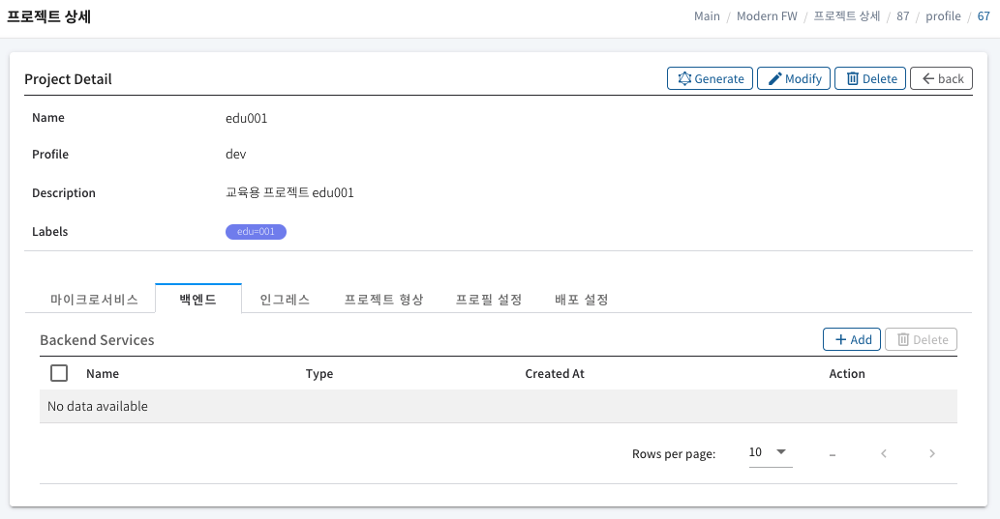 프로젝트 상세
Main / Modern FW / 프로젝트 상세 / 87 / profile / 67
Project Detail
Generate Modify Delete back
Name edu001
Profile dev
Description 교육용 프로젝트 edu001
Labels edu=001
마이크로서비스 백엔드 인그레스 프로젝트 형상 프로필 설정 배포 설정
Backend Services
Add Delete
Name Type Created At Action
No data available
Rows per page: 10 –